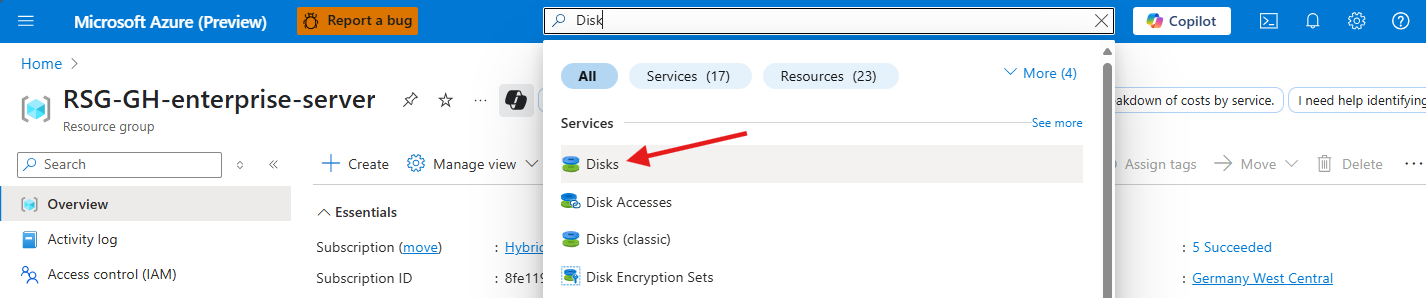 Microsoft Azure (Preview)
Report a bug
Disk
Copilot
Home
All
Services (17)
Resources (23)
More (4)
RSG-GH-enterprise-server
Resource group
breakdown of costs by service.
I need help identifying
Services
See more
Search
Create
Manage view
Disks
Assign tags
Move
Delete
Overview
Essentials
Disk Accesses
Activity log
Subscription (move) : Hybric
Disks (classic)
: 5 Succeeded
Access control (IAM)
Subscription ID : 8fe119
Disk Encryption Sets
: Germany West Central